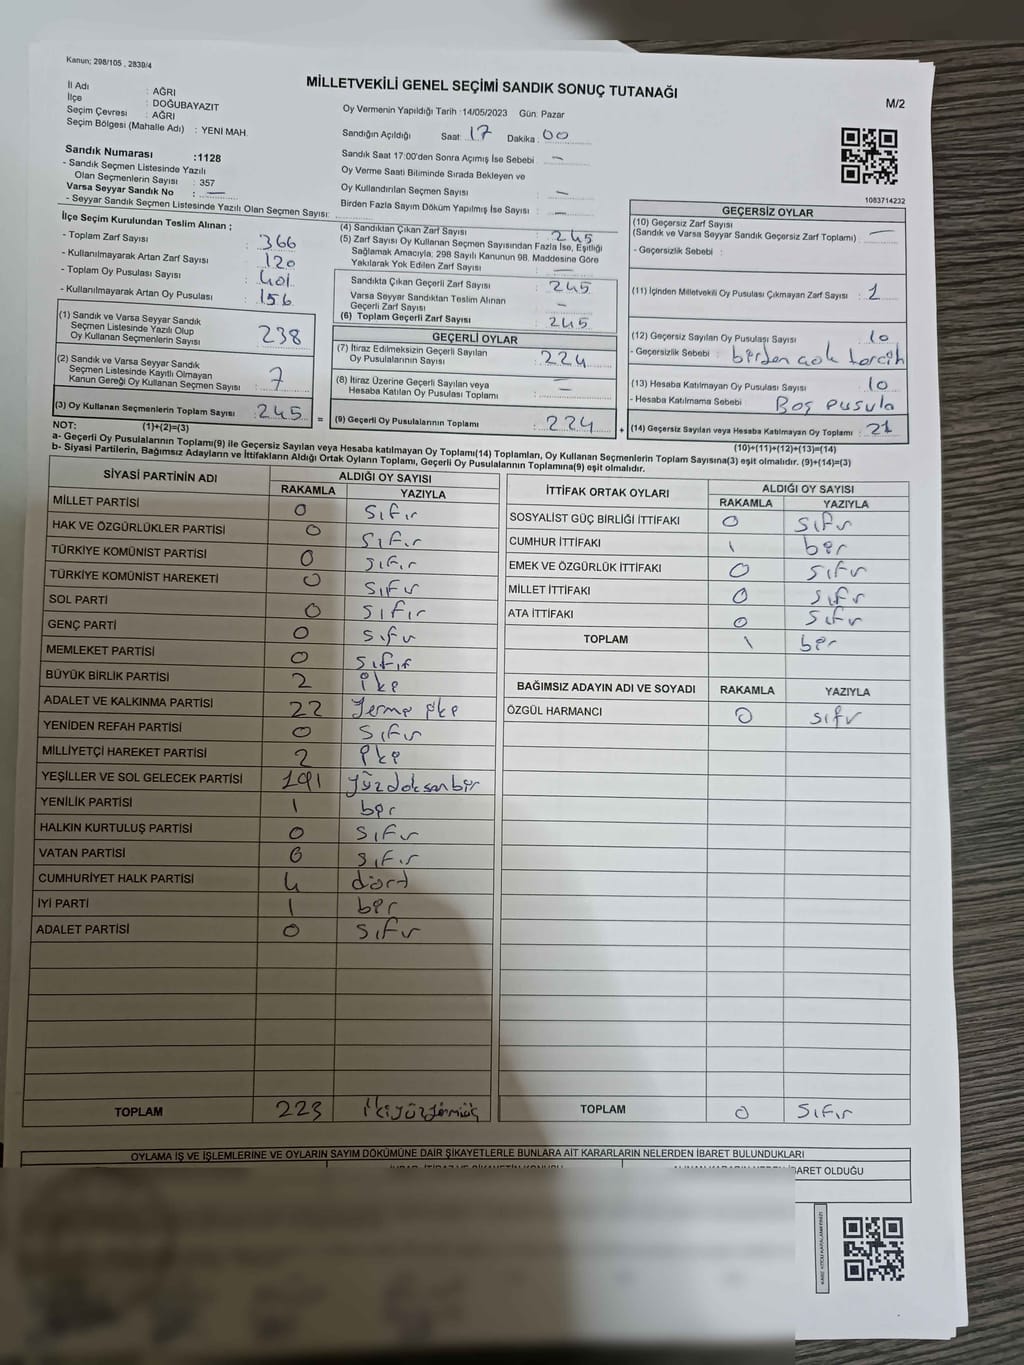 Kanun; 298/105 , 2839/4
MİLLETVEKİLİ GENEL SEÇİMİ SANDIK SONUÇ TUTANAĞI
M/2
İl Adı : AĞRI
İlçe : DOĞUBAYAZIT
Seçim Çevresi : AĞRI
Seçim Bölgesi (Mahalle Adı) : YENİ MAH.
Sandık Numarası :1128
- Sandık Seçmen Listesinde Yazılı
Olan Seçmenlerin Sayısı : 357
Varsa Seyyar Sandık No : —
- Seyyar Sandık Seçmen Listesinde Yazılı Olan Seçmen Sayısı:
Oy Vermenin Yapıldığı Tarih :14/05/2023 Gün: Pazar
Sandığın Açıldığı Saat: 17 Dakika : 00
Sandık Saat 17:00'den Sonra Açımış İse Sebebi : —
Oy Verme Saati Bitiminde Sırada Bekleyen ve
Oy Kullandırılan Seçmen Sayısı : —
Birden Fazla Sayım Döküm Yapılmış İse Sayısı : —
1083714232
İlçe Seçim Kurulundan Teslim Alınan ;
- Toplam Zarf Sayısı : 366
- Kullanılmayarak Artan Zarf Sayısı : 120
- Toplam Oy Pusulası Sayısı : 401
- Kullanılmayarak Artan Oy Pusulası : 156
(1) Sandık ve Varsa Seyyar Sandık
Seçmen Listesinde Yazılı Olup
Oy Kullanan Seçmenlerin Sayısı : 238
(2) Sandık ve Varsa Seyyar Sandık
Seçmen Listesinde Kayıtlı Olmayan
Kanun Gereği Oy Kullanan Seçmen Sayısı : 7
(3) Oy Kullanan Seçmenlerin Toplam Sayısı : 245 =
(4) Sandıktan Çıkan Zarf Sayısı : 245
(5) Zarf Sayısı Oy Kullanan Seçmen Sayısından Fazla İse, Eşitliği
Sağlamak Amacıyla; 298 Sayılı Kanunun 98. Maddesine Göre
Yakılarak Yok Edilen Zarf Sayısı : —
Sandıkta Çıkan Geçerli Zarf Sayısı : 245
Varsa Seyyar Sandıktan Teslim Alınan
Geçerli Zarf Sayısı : —
(6) Toplam Geçerli Zarf Sayısı : 245
GEÇERLİ OYLAR
(7) İtiraz Edilmeksizin Geçerli Sayılan
Oy Pusulalarının Sayısı : 224
(8) İtiraz Üzerine Geçerli Sayılan veya
Hesaba Katılan Oy Pusulası Toplamı : —
(9) Geçerli Oy Pusulalarının Toplamı : 224 +
GEÇERSİZ OYLAR
(10) Geçersiz Zarf Sayısı
(Sandık ve Varsa Seyyar Sandık Geçersiz Zarf Toplamı) : —
- Geçersizlik Sebebi :
(11) İçinden Milletvekili Oy Pusulası Çıkmayan Zarf Sayısı : 1
(12) Geçersiz Sayılan Oy Pusulası Sayısı : 10
- Geçersizlik Sebebi : birden çok tercih
(13) Hesaba Katılmayan Oy Pusulası Sayısı : 10
- Hesaba Katılmama Sebebi : Boş pusula
(14) Geçersiz Sayılan veya Hesaba Katılmayan Oy Toplamı : 21
NOT: (1)+(2)=(3)
(10)+(11)+(12)+(13)=(14)
a- Geçerli Oy Pusulalarının Toplamı(9) ile Geçersiz Sayılan veya Hesaba katılmayan Oy Toplamı(14) Toplamları, Oy Kullanan Seçmenlerin Toplam Sayısına(3) eşit olmalıdır. (9)+(14)=(3)
b- Siyasi Partilerin, Bağımsız Adayların ve İttifakların Aldığı Ortak Oyların Toplamı, Geçerli Oy Pusulalarının Toplamına(9) eşit olmalıdır.
SİYASİ PARTİNİN ADI ALDIĞI OY SAYISI
RAKAMLA YAZIYLA
MİLLET PARTİSİ 0 sıfır
HAK VE ÖZGÜRLÜKLER PARTİSİ 0 sıfır
TÜRKİYE KOMÜNİST PARTİSİ 0 sıfır
TÜRKİYE KOMÜNİST HAREKETİ 0 sıfır
SOL PARTİ 0 sıfır
GENÇ PARTİ 0 sıfır
MEMLEKET PARTİSİ 0 sıfır
BÜYÜK BİRLİK PARTİSİ 2 iki
ADALET VE KALKINMA PARTİSİ 22 yirmi iki
YENİDEN REFAH PARTİSİ 0 sıfır
MİLLİYETÇİ HAREKET PARTİSİ 2 iki
YEŞİLLER VE SOL GELECEK PARTİSİ 191 yüzdoksanbir
YENİLİK PARTİSİ 1 bir
HALKIN KURTULUŞ PARTİSİ 0 sıfır
VATAN PARTİSİ 0 sıfır
CUMHURİYET HALK PARTİSİ 4 dört
İYİ PARTİ 1 bir
ADALET PARTİSİ 0 sıfır
TOPLAM 223 ikiyüzyirmiüç
İTTİFAK ORTAK OYLARI ALDIĞI OY SAYISI
RAKAMLA YAZIYLA
SOSYALİST GÜÇ BİRLİĞİ İTTİFAKI 0 sıfır
CUMHUR İTTİFAKI 1 bir
EMEK VE ÖZGÜRLÜK İTTİFAKI 0 sıfır
MİLLET İTTİFAKI 0 sıfır
ATA İTTİFAKI 0 sıfır
TOPLAM 1 bir
BAĞIMSIZ ADAYIN ADI VE SOYADI RAKAMLA YAZIYLA
ÖZGÜL HARMANCI 0 sıfır
TOPLAM 0 sıfır
OYLAMA İŞ VE İŞLEMLERİNE VE OYLARIN SAYIM DÖKÜMÜNE DAİR ŞİKAYETLERLE BUNLARA AİT KARARLARIN NELERDEN İBARET BULUNDUKLARI
İBARET OLDUĞU